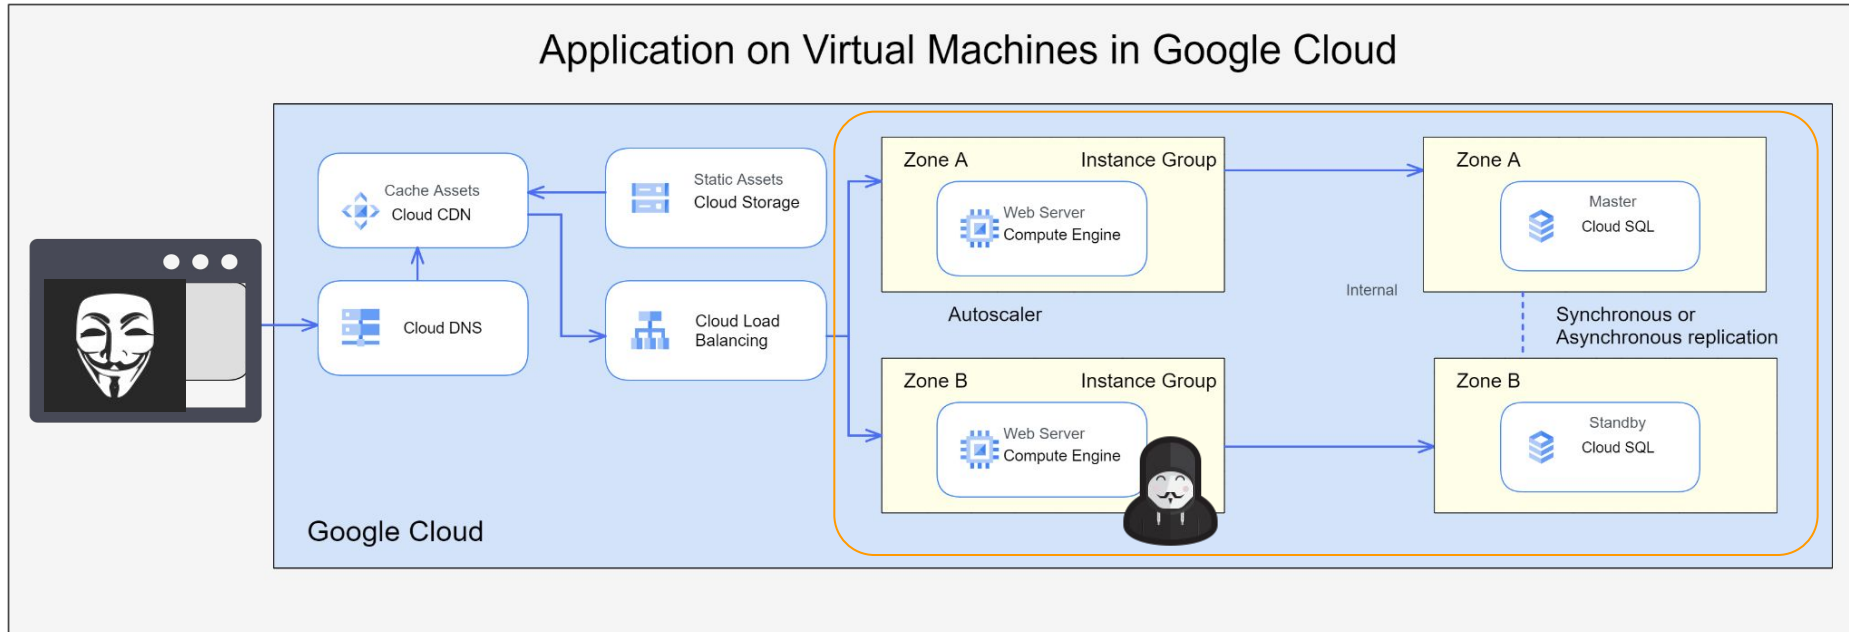 Application on Virtual Machines in Google Cloud
Cache Assets
Cloud CDN
Static Assets
Cloud Storage
Cloud DNS
Cloud Load
Balancing
Google Cloud
Zone A
Instance Group
Web Server
Compute Engine
Autoscaler
Zone B
Instance Group
Web Server
Compute Engine
Internal
Zone A
Master
Cloud SQL
Synchronous or
Asynchronous replication
Zone B
Standby
Cloud SQL